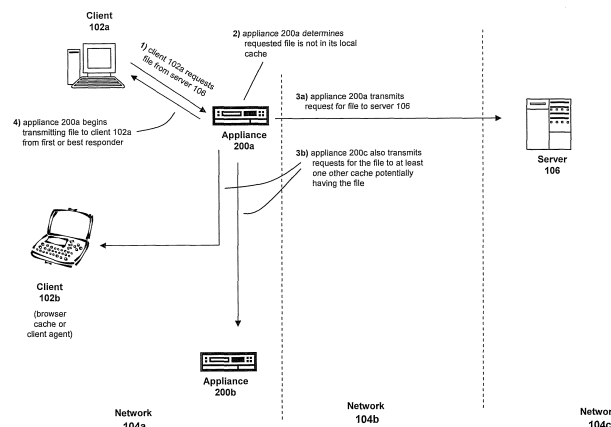 Client
102a
1) client 102a requests
file from server 106
2) appliance 200a determines
requested file is not in its local
cache
3a) appliance 200a transmits
request for file to server 106
4) appliance 200a begins
transmitting file to client 102a
from first or best responder
Appliance
200a
Server
106
3b) appliance 200c also transmits
requests for the file to at least
one other cache potentially
having the file
Client
102b
(browser
cache or
client agent)
Appliance
200b
Network
104a
Network
104b
Networ
104c